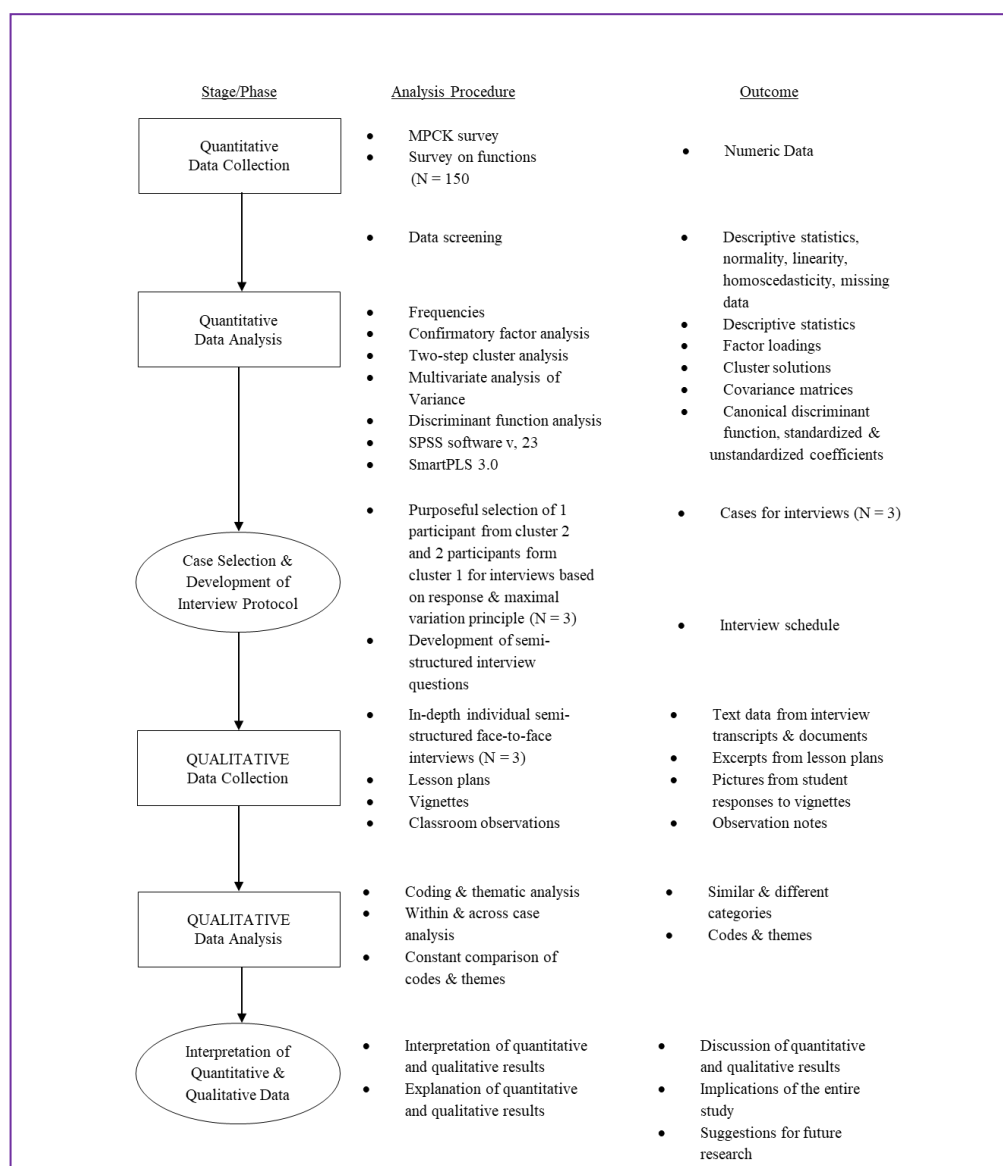 Stage/Phase
Analysis Procedure
Outcome
Quantitative
Data Collection
● MPCK survey
● Survey on functions
(N = 150
● Numeric Data
● Data screening
● Descriptive statistics,
normality, linearity,
homoscedasticity, missing
data
Quantitative
Data Analysis
● Frequencies
● Confirmatory factor analysis
● Two-step cluster analysis
● Multivariate analysis of
Variance
● Discriminant function analysis
● SPSS software v, 23
● SmartPLS 3.0
● Descriptive statistics
● Factor loadings
● Cluster solutions
● Covariance matrices
● Canonical discriminant
function, standardized &
unstandardized coefficients
Case Selection &
Development of
Interview Protocol
● Purposeful selection of 1
participant from cluster 2
and 2 participants form
cluster 1 for interviews based
on response & maximal
variation principle (N = 3)
● Development of semi-
structured interview
questions
● Cases for interviews (N = 3)
● Interview schedule
QUALITATIVE
Data Collection
● In-depth individual semi-
structured face-to-face
interviews (N = 3)
● Lesson plans
● Vignettes
● Classroom observations
● Text data from interview
transcripts & documents
● Excerpts from lesson plans
● Pictures from student
responses to vignettes
● Observation notes
QUALITATIVE
Data Analysis
● Coding & thematic analysis
● Within & across case
analysis
● Constant comparison of
codes & themes
● Similar & different
categories
● Codes & themes
Interpretation of
Quantitative &
Qualitative Data
● Interpretation of quantitative
and qualitative results
● Explanation of quantitative
and qualitative results
● Discussion of quantitative
and qualitative results
● Implications of the entire
study
● Suggestions for future
research